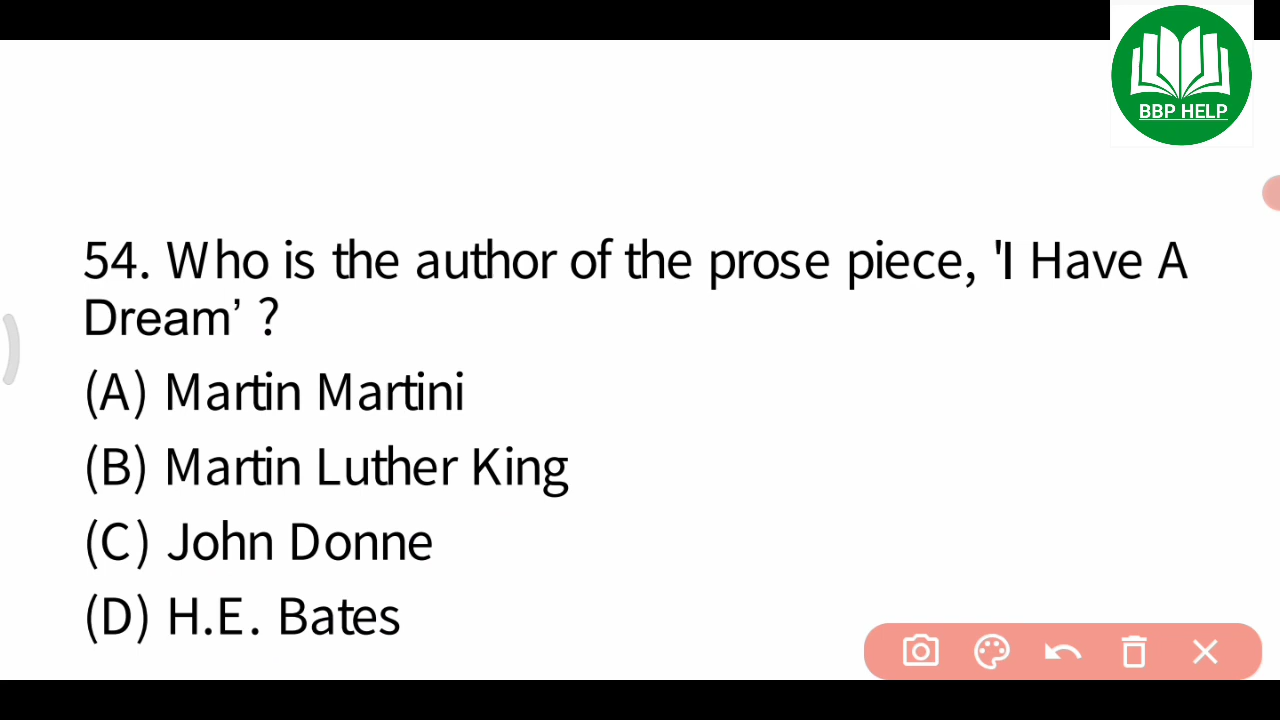 BBP HELP
54. Who is the author of the prose piece, 'I Have A
Dream’ ?
(A) Martin Martini
(B) Martin Luther King
(C) John Donne
(D) H.E. Bates